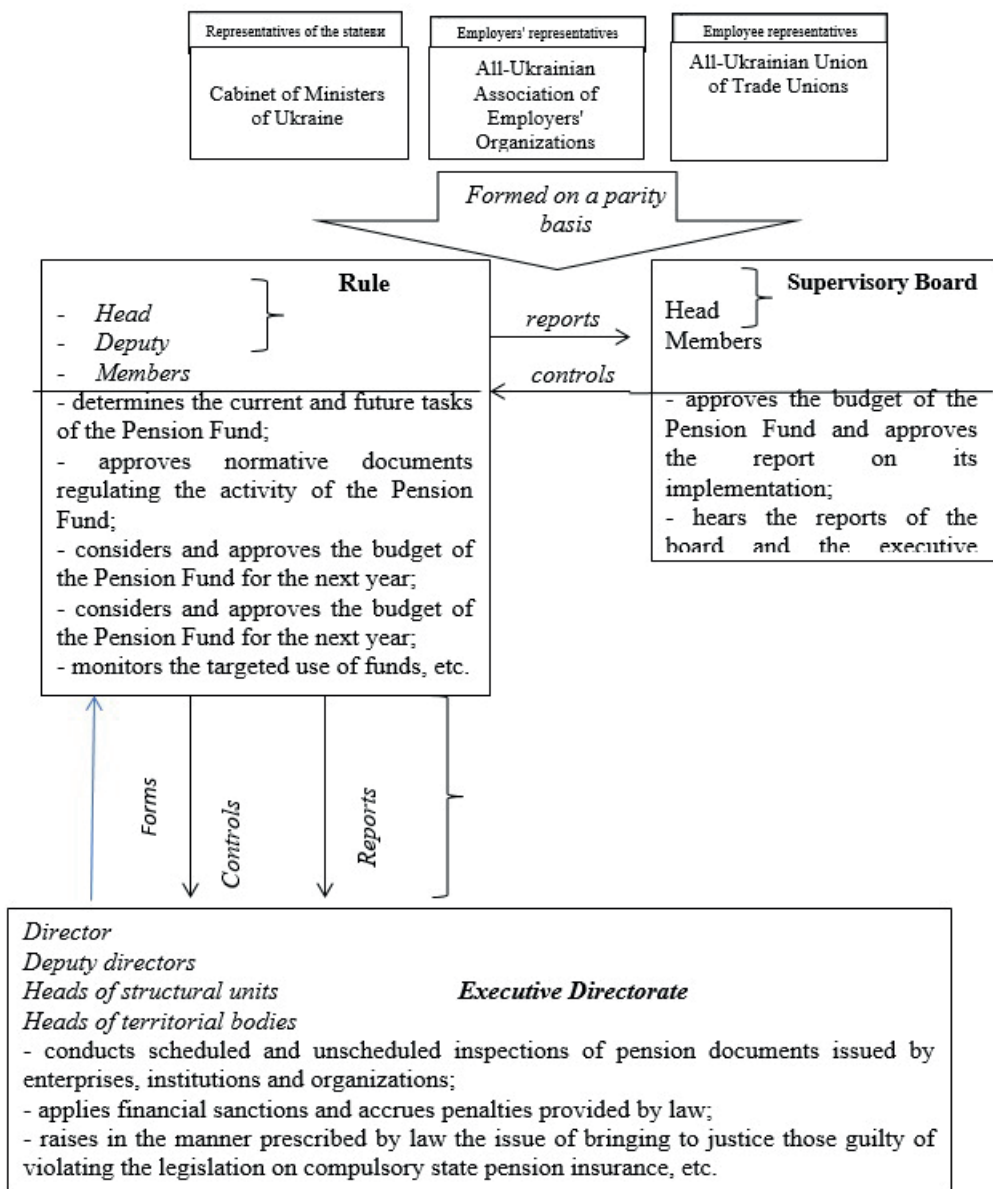 Representatives of the stateви
Cabinet of Ministers
of Ukraine
Employers' representatives
All-Ukrainian
Association of
Employers'
Organizations
Employee representatives
All-Ukrainian Union
of Trade Unions
Formed on a parity
basis
Rule
- Head
- Deputy
- Members
- determines the current and future tasks
of the Pension Fund;
- approves normative documents
regulating the activity of the Pension
Fund;
- considers and approves the budget of
the Pension Fund for the next year;
- considers and approves the budget of
the Pension Fund for the next year;
- monitors the targeted use of funds, etc.
reports
controls
Supervisory Board
Head
Members
- approves the budget of the
Pension Fund and approves
the report on its
implementation;
- hears the reports of the
board and the executive
Forms
Controls
Reports
Director
Deputy directors
Heads of structural units
Executive Directorate
Heads of territorial bodies
- conducts scheduled and unscheduled inspections of pension documents issued by
enterprises, institutions and organizations;
- applies financial sanctions and accrues penalties provided by law;
- raises in the manner prescribed by law the issue of bringing to justice those guilty of
violating the legislation on compulsory state pension insurance, etc.